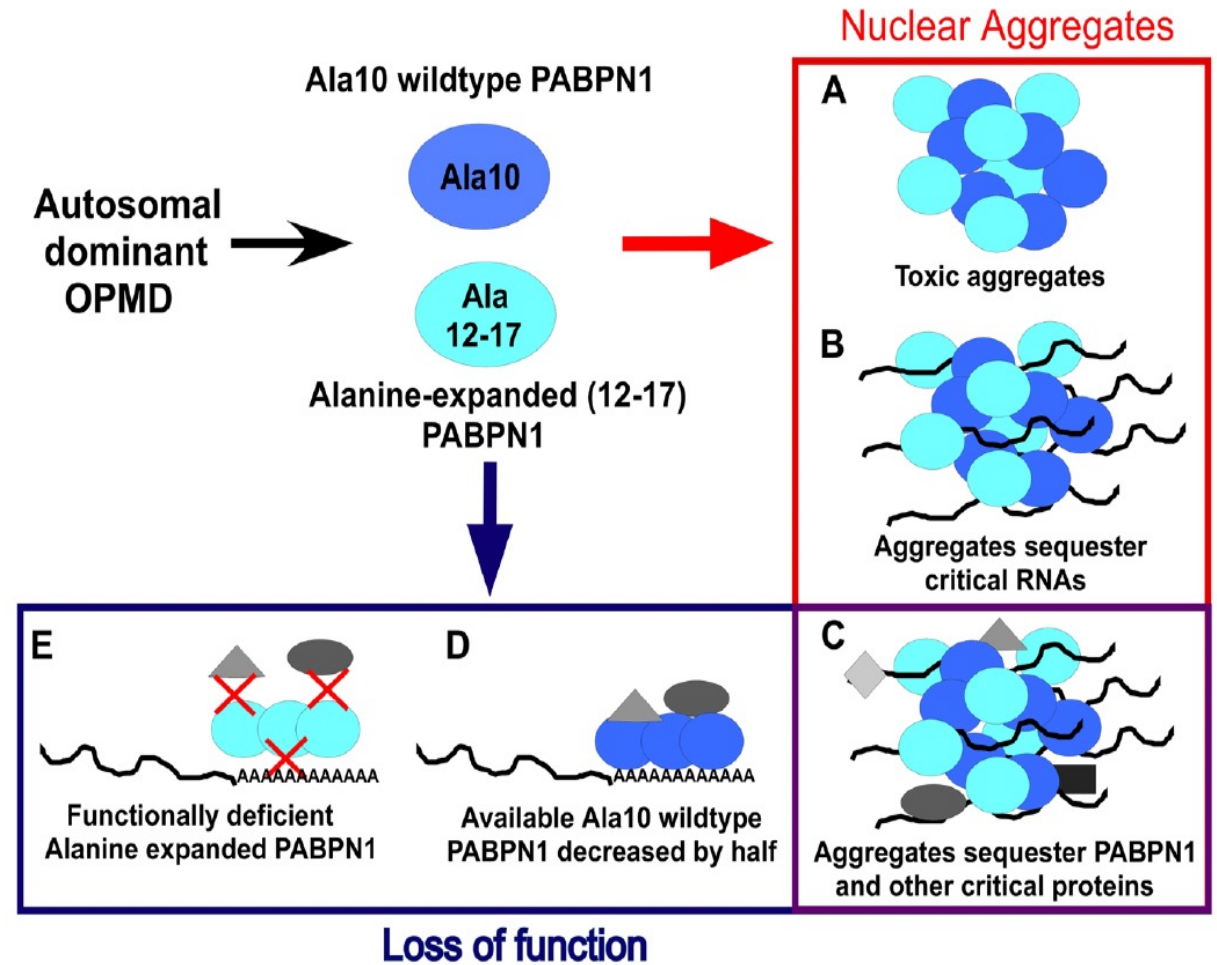 Nuclear Aggregates
Ala10 wildtype PABPN1
Ala10
Autosomal
dominant
OPMD
Ala
12-17
Alanine-expanded (12-17)
PABPN1
A
Toxic aggregates
B
Aggregates sequester
critical RNAs
E
AAAAAAAAAAAA
Functionally deficient
Alanine expanded PABPN1
D
AAAAAAAAAAAA
Available Ala10 wildtype
PABPN1 decreased by half
C
Aggregates sequester PABPN1
and other critical proteins
Loss of function